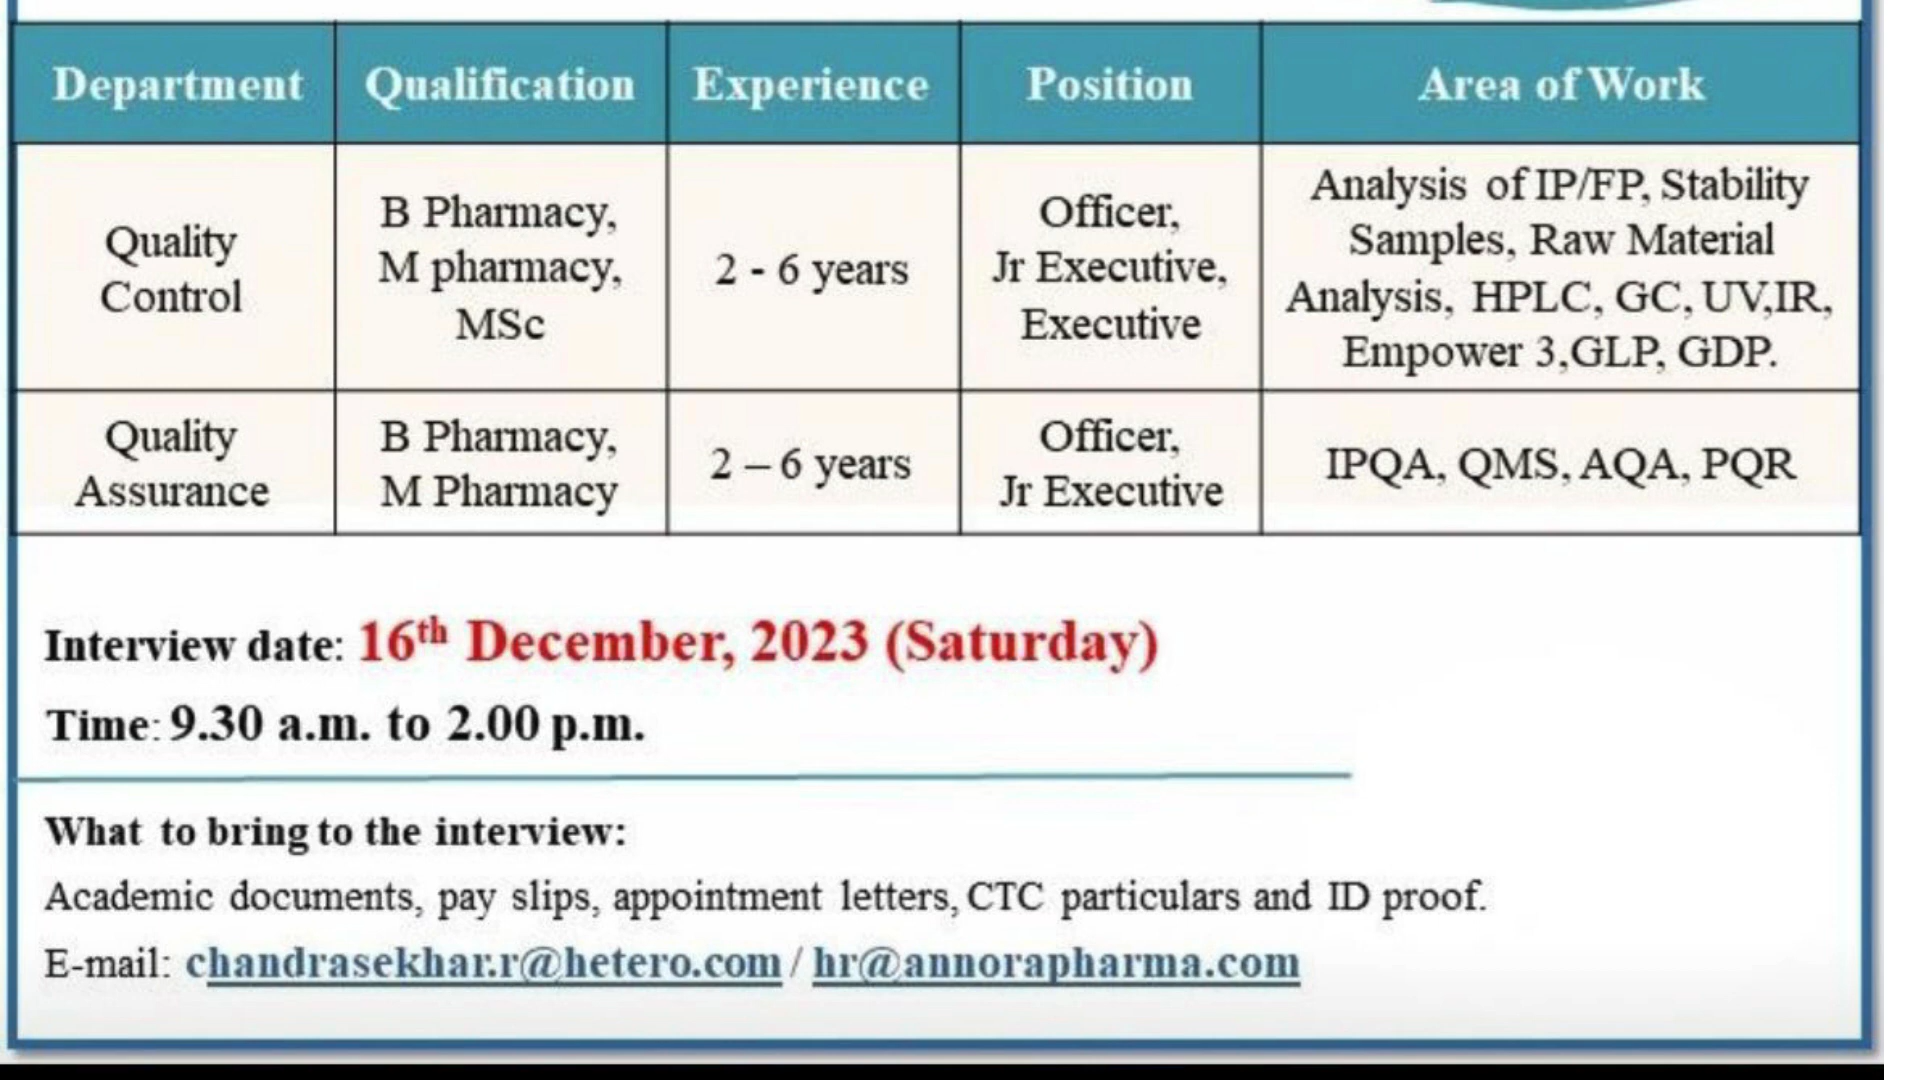 Department Qualification Experience Position Area of Work
Quality
Control
B Pharmacy,
M pharmacy,
MSc
2 - 6 years
Officer,
Jr Executive,
Executive
Analysis of IP/FP, Stability
Samples, Raw Material
Analysis, HPLC, GC, UV,IR,
Empower 3,GLP, GDP.
Quality
Assurance
B Pharmacy,
M Pharmacy
2 – 6 years
Officer,
Jr Executive
IPQA, QMS, AQA, PQR
Interview date: 16th December, 2023 (Saturday)
Time: 9.30 a.m. to 2.00 p.m.
What to bring to the interview:
Academic documents, pay slips, appointment letters, CTC particulars and ID proof.
E-mail: chandrasekhar.r@hetero.com / hr@annorapharma.com